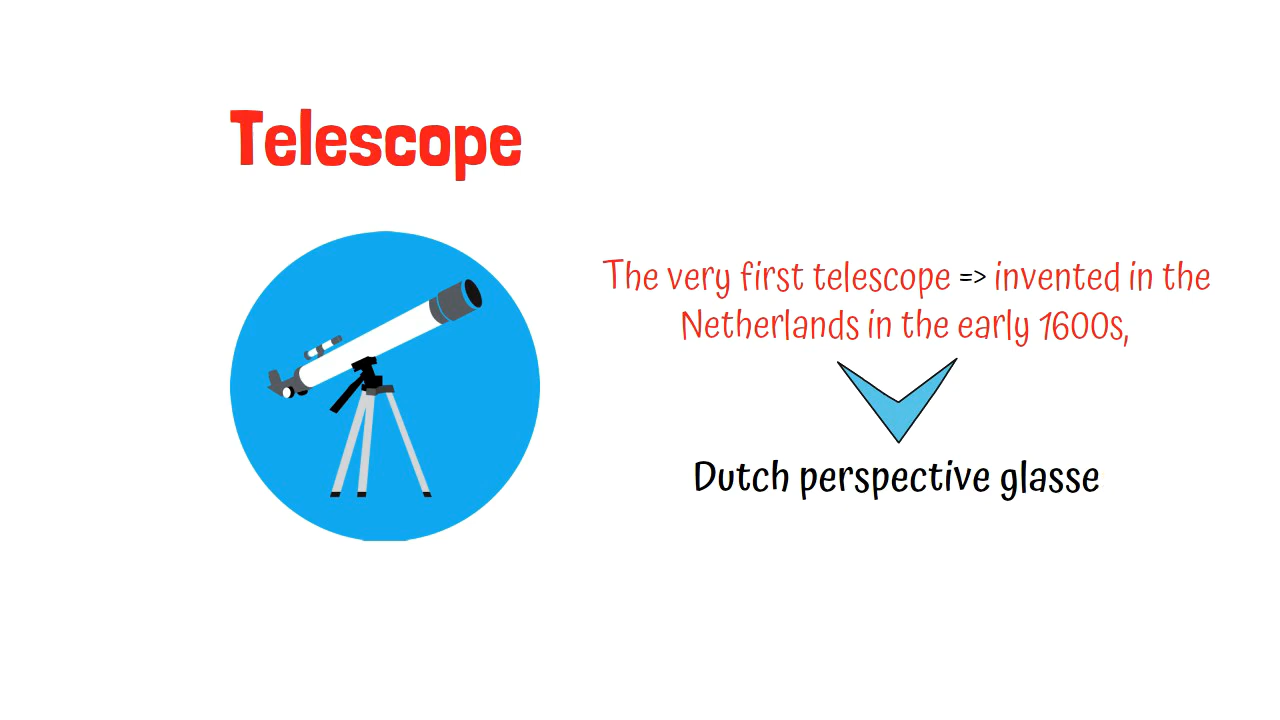 Telescope
The very first telescope => invented in the
Netherlands in the early 1600s,
Dutch perspective glasse